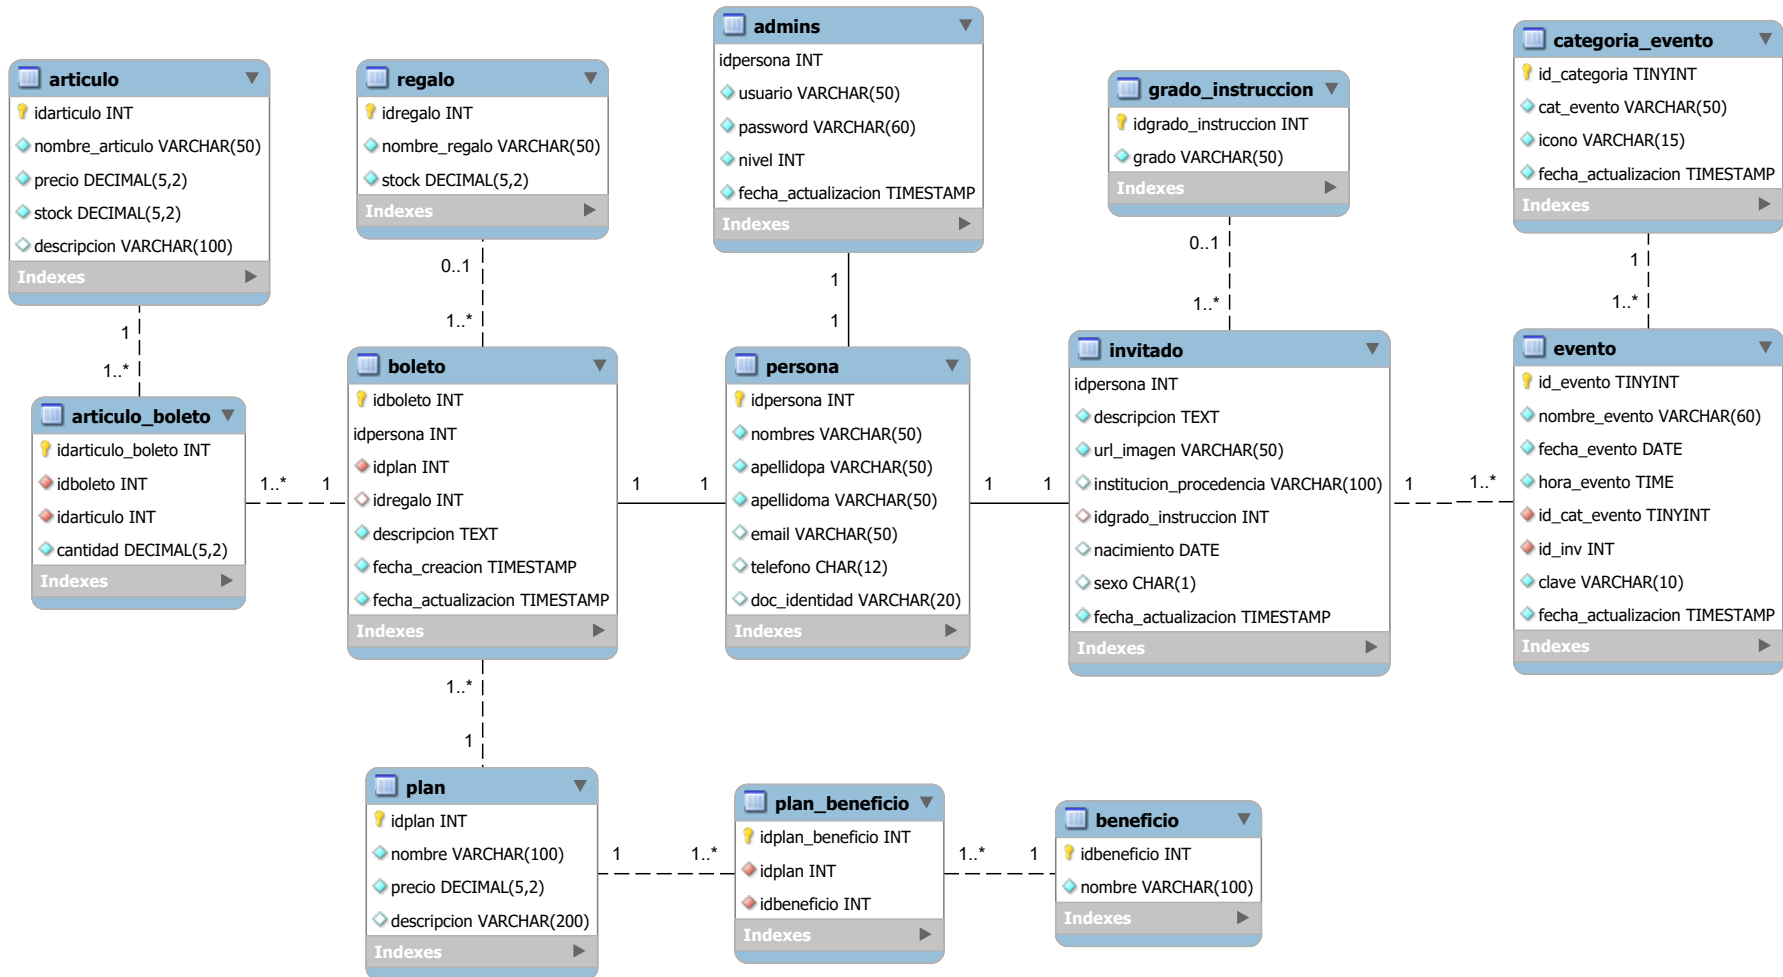 admins
idpersona INT
usuario VARCHAR(50)
password VARCHAR(60)
nivel INT
fecha_actualizacion TIMESTAMP
Indexes
categoria_evento
id_categoria TINYINT
cat_evento VARCHAR(50)
icono VARCHAR(15)
fecha_actualizacion TIMESTAMP
Indexes
articulo
idarticulo INT
nombre_articulo VARCHAR(50)
precio DECIMAL(5,2)
stock DECIMAL(5,2)
descripcion VARCHAR(100)
Indexes
regalo
idregalo INT
nombre_regalo VARCHAR(50)
stock DECIMAL(5,2)
Indexes
grado_instruccion
idgrado_instruccion INT
grado VARCHAR(50)
Indexes
1
1..*
0..1
1..*
1
1
0..1
1..*
1
1..*
articulo_boleto
idarticulo_boleto INT
idboleto INT
idarticulo INT
cantidad DECIMAL(5,2)
Indexes
1..*
1
boleto
idboleto INT
idpersona INT
idplan INT
idregalo INT
descripcion TEXT
fecha_creacion TIMESTAMP
fecha_actualizacion TIMESTAMP
Indexes
1
1
persona
idpersona INT
nombres VARCHAR(50)
apellidopa VARCHAR(50)
apellidoma VARCHAR(50)
email VARCHAR(50)
telefono CHAR(12)
doc_identidad VARCHAR(20)
Indexes
1
1
invitado
idpersona INT
descripcion TEXT
url_imagen VARCHAR(50)
institucion_procedencia VARCHAR(100)
idgrado_instruccion INT
nacimiento DATE
sexo CHAR(1)
fecha_actualizacion TIMESTAMP
Indexes
1
1..*
evento
id_evento TINYINT
nombre_evento VARCHAR(60)
fecha_evento DATE
hora_evento TIME
id_cat_evento TINYINT
id_inv INT
clave VARCHAR(10)
fecha_actualizacion TIMESTAMP
Indexes
1..*
1
plan
idplan INT
nombre VARCHAR(100)
precio DECIMAL(5,2)
descripcion VARCHAR(200)
Indexes
1
1..*
plan_beneficio
idplan_beneficio INT
idplan INT
idbeneficio INT
Indexes
1..*
1
beneficio
idbeneficio INT
nombre VARCHAR(100)
Indexes